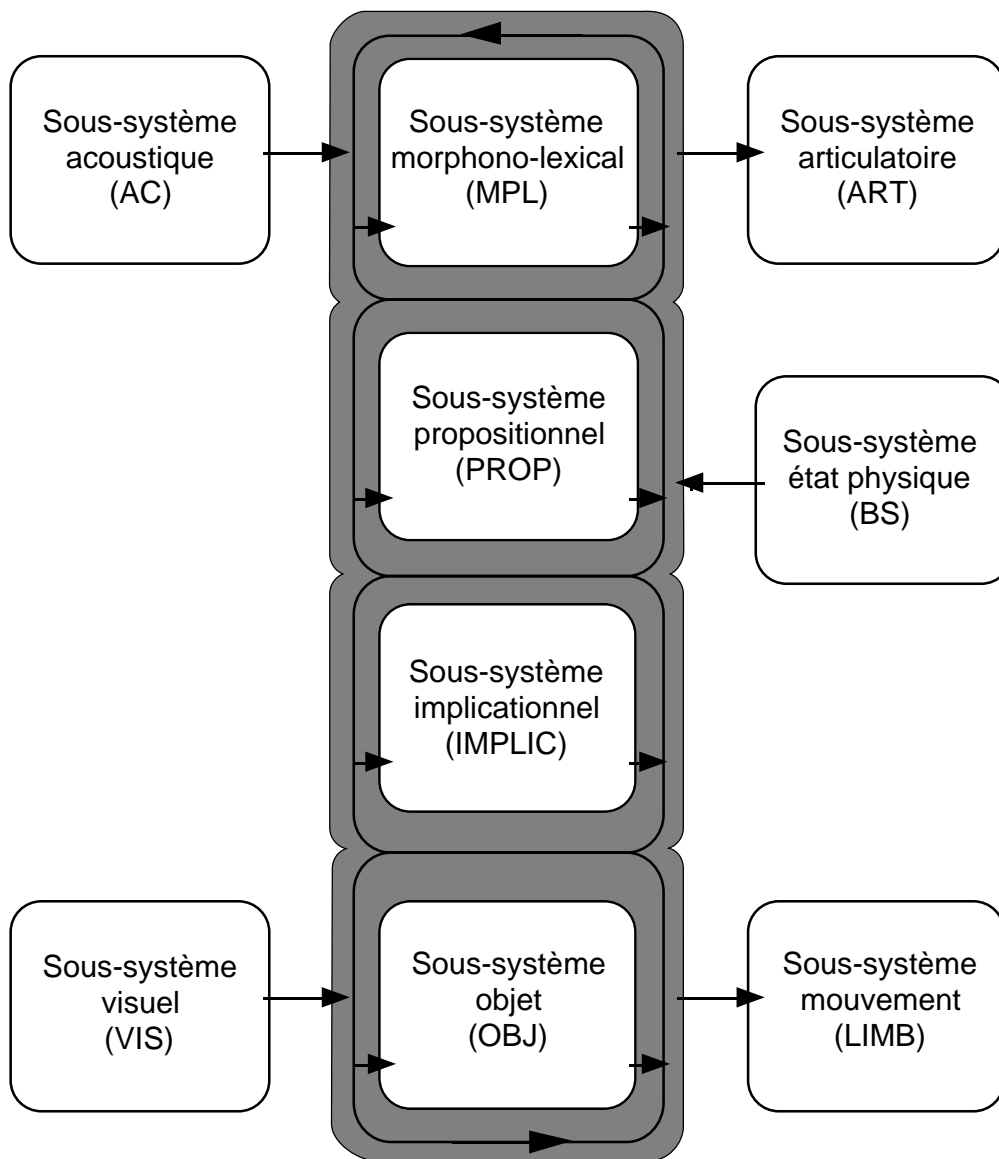 Sous-système
acoustique
(AC)
Sous-système
morphono-lexical
(MPL)
Sous-système
articulatoire
(ART)
Sous-système
propositionnel
(PROP)
Sous-système
état physique
(BS)
Sous-système
implicationnel
(IMPLIC)
Sous-système
visuel
(VIS)
Sous-système
objet
(OBJ)
Sous-système
mouvement
(LIMB)